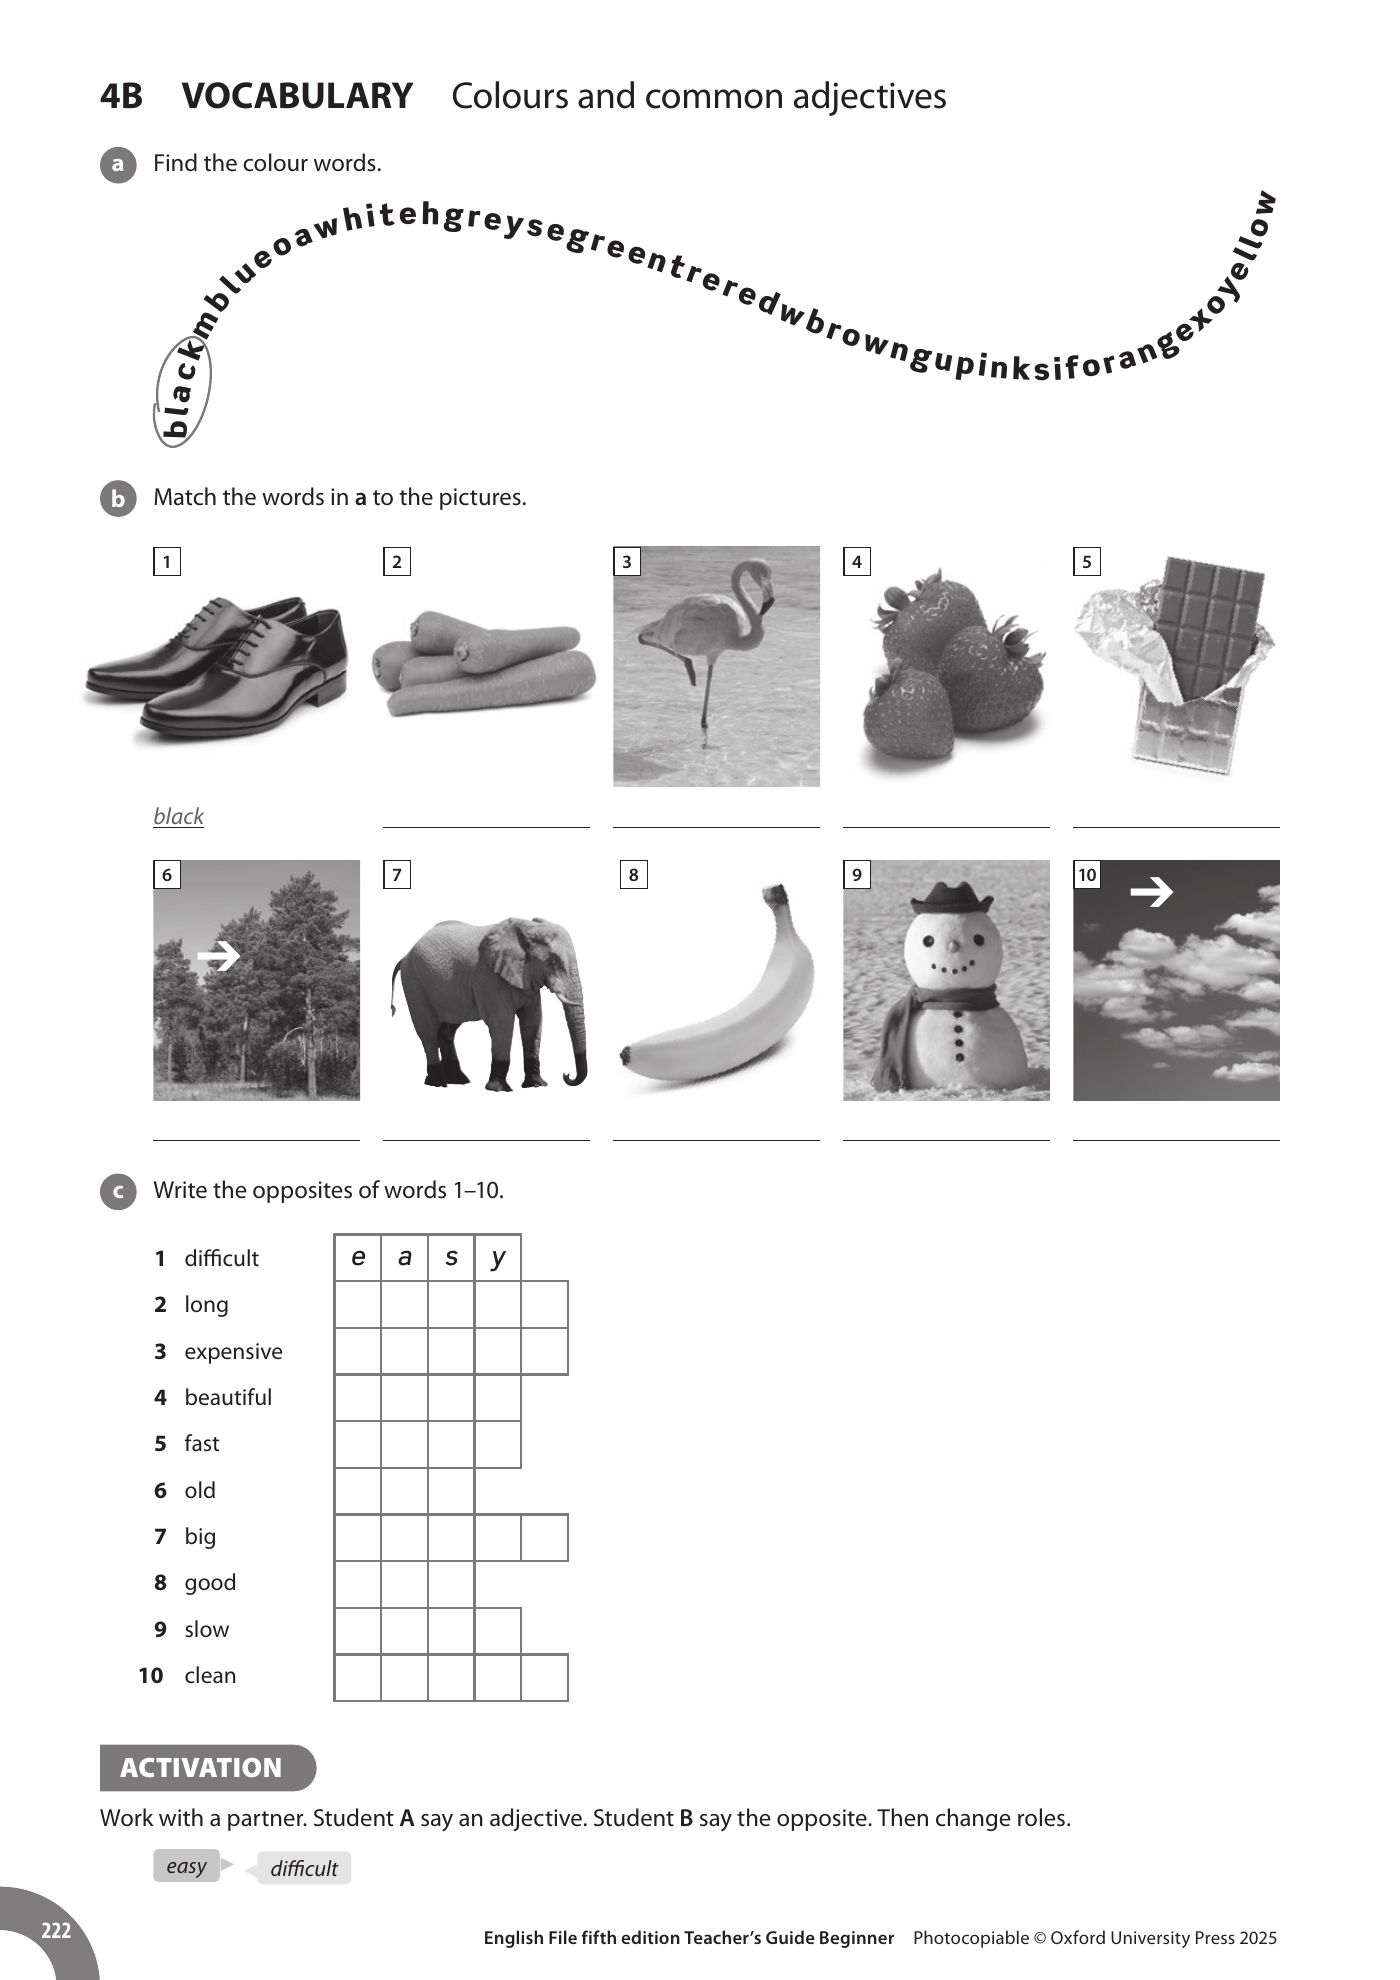 4B VOCABULARY Colours and common adjectives
a Find the colour words.
blackmblueoawhitehgreysegreentreredwbrowngupinksiforangexoyellow
b Match the words in a to the pictures.
1 2 3 4 5
black
6 7 8 9 10
c Write the opposites of words 1–10.
1 difficult e a s y
2 long
3 expensive
4 beautiful
5 fast
6 old
7 big
8 good
9 slow
10 clean
ACTIVATION
Work with a partner. Student A say an adjective. Student B say the opposite. Then change roles.
easy difficult
222 English File fifth edition Teacher's Guide Beginner Photocopiable © Oxford University Press 2025